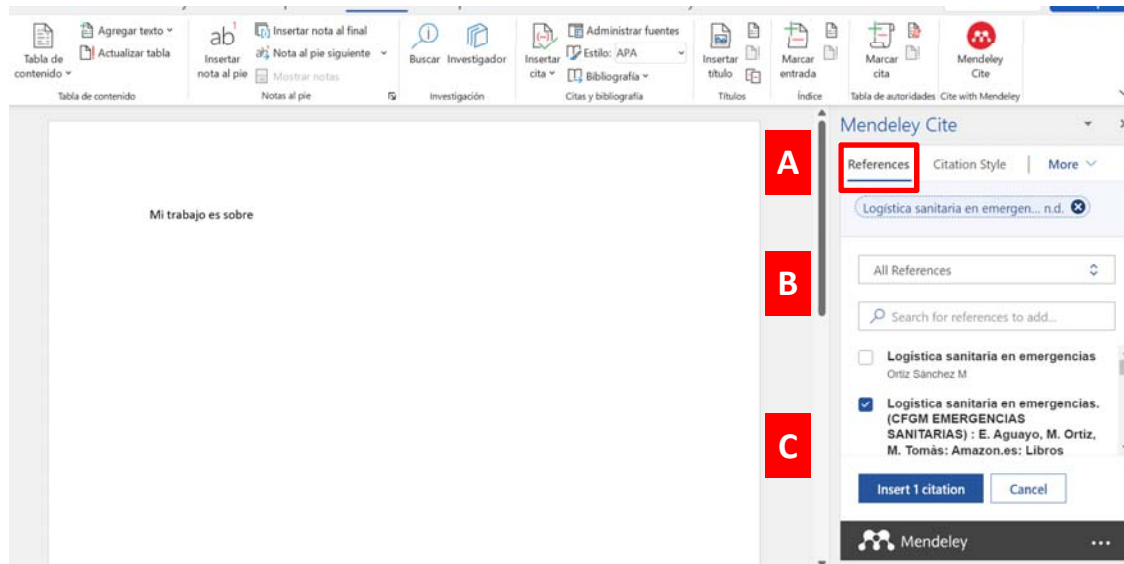 Agregar texto
Actualizar tabla
Tabla de
contenido
Tabla de contenido
ab
1
Insertar
nota al pie
Insertar nota al final
Nota al pie siguiente
Mostrar notas
Notas al pie
Buscar
Investigador
Investigación
Insertar
cita
Administrar fuentes
Estilo: APA
Bibliografía
Citas y bibliografía
Insertar
título
Títulos
Marcar
entrada
Índice
Marcar
cita
Tabla de autoridades
Mendeley
Cite
Cite with Mendeley
Mi trabajo es sobre
A
B
C
Mendeley Cite
References
Citation Style
More
Logística sanitaria en emergen... n.d.
All References
Search for references to add...
Logística sanitaria en emergencias
Ortiz Sánchez M
Logística sanitaria en emergencias.
(CFGM EMERGENCIAS
SANITARIAS) : E. Aguayo, M. Ortiz,
M. Tomàs: Amazon.es: Libros
Insert 1 citation
Cancel
Mendeley